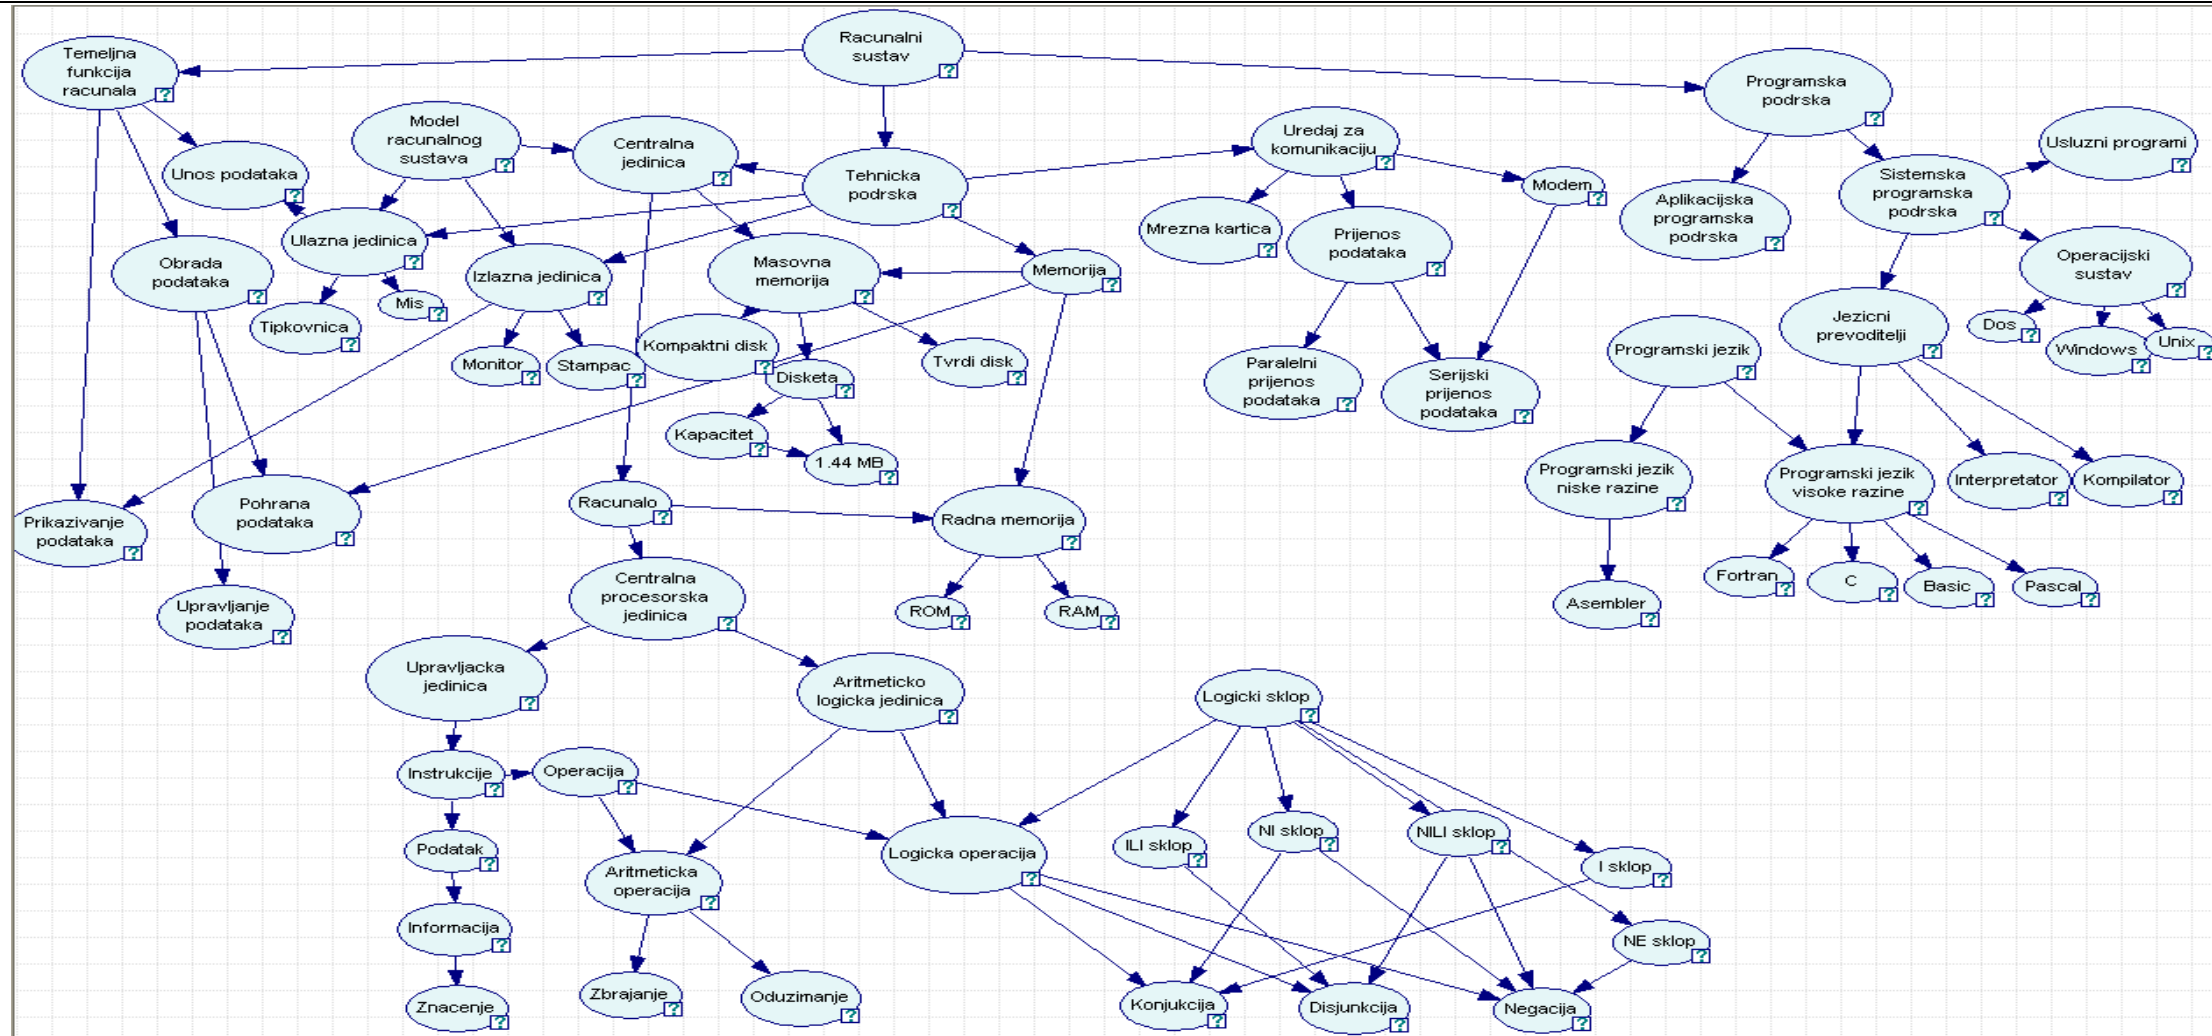 Racunalni
sustav
Temeljna
funkcija
racunala
Programska
podrska
Model
racunalnog
sustava
Centralna
jedinica
Uredaj za
komunikaciju
Usluzni programi
Unos podataka
Tehnicka
podrska
Modem
Sistemska
programska
podrska
Aplikacijska
programska
podrska
Mrezna kartica
Prijenos
podataka
Ulazna jedinica
Obrada
podataka
Izlazna jedinica
Masovna
memorija
Memorija
Operacijski
sustav
Mis
Tipkovnica
Jezicni
prevoditelji
Dos
Windows
Unix
Kompaktni disk
Programski jezik
Monitor
Stampac
Disketa
Tvrdi disk
Paralelni
prijenos
podataka
Serijski
prijenos
podataka
Kapacitet
1.44 MB
Programski jezik
niske razine
Programski jezik
visoke razine
Interpretator
Kompilator
Prikazivanje
podataka
Pohrana
podataka
Racunalo
Radna memorija
Centralna
procesorska
jedinica
Fortran
C
Basic
Pascal
Upravljanje
podataka
ROM
RAM
Asembler
Upravljacka
jedinica
Aritmeticko
logicka jedinica
Logicki sklop
Instrukcije
Operacija
Podatak
Aritmeticka
operacija
Logicka operacija
ILI sklop
NI sklop
NILI sklop
I sklop
Informacija
NE sklop
Znacenje
Zbrajanje
Oduzimanje
Konjukcija
Disjunkcija
Negacija